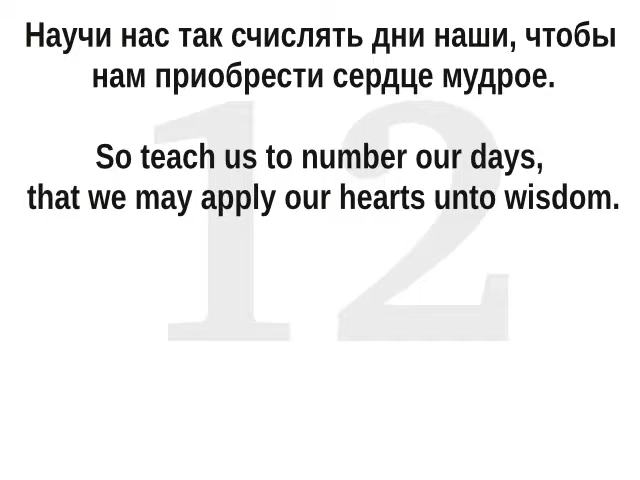 Научи нас так счислять дни наши, чтобы
нам приобрести сердце мудрое.
So teach us to number our days,
that we may apply our hearts unto wisdom.
12